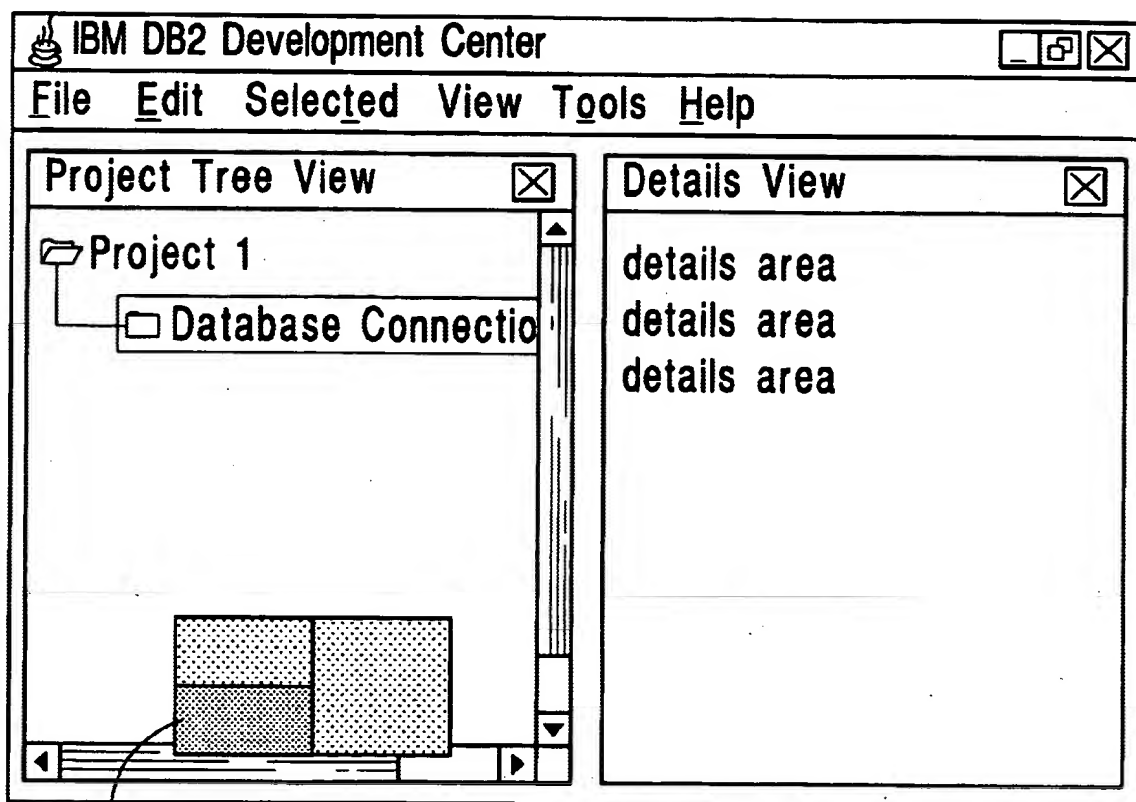 IBM DB2 Development Center
File Edit Selected View Tools Help
Project Tree View
Project 1
Database Connectio
Details View
details area
details area
details area